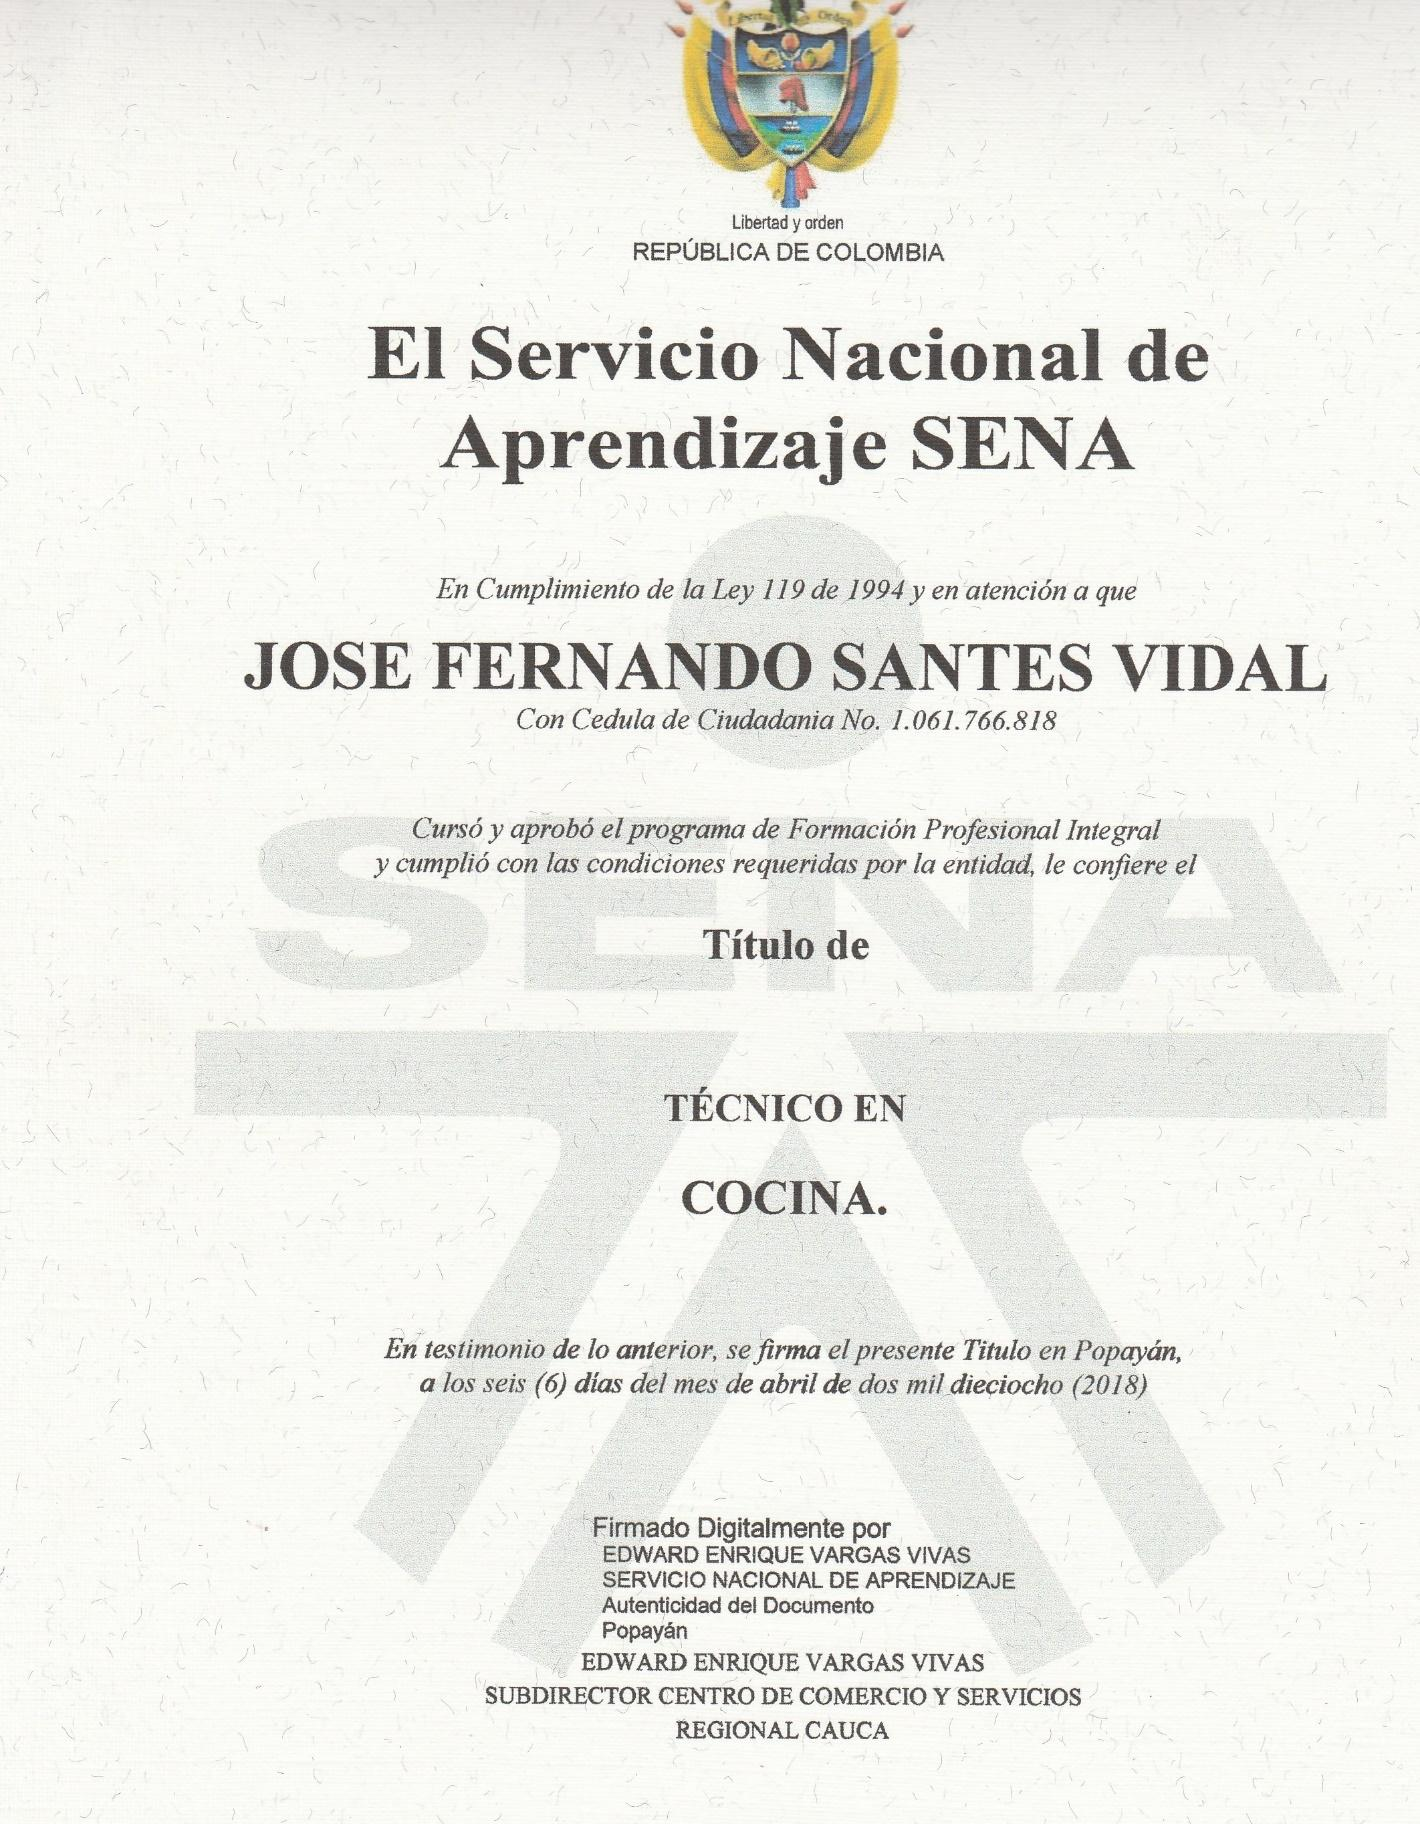 Libertad y Orden
Libertad y orden
REPÚBLICA DE COLOMBIA
El Servicio Nacional de
Aprendizaje SENA
En Cumplimiento de la Ley 119 de 1994 y en atención a que
JOSE FERNANDO SANTES VIDAL
Con Cedula de Ciudadania No. 1.061.766.818
Cursó y aprobó el programa de Formación Profesional Integral
y cumplió con las condiciones requeridas por la entidad, le confiere el
SENA
Título de
TÉCNICO EN
COCINA.
En testimonio de lo anterior, se firma el presente Titulo en Popayán,
a los seis (6) días del mes de abril de dos mil dieciocho (2018)
Firmado Digitalmente por
EDWARD ENRIQUE VARGAS VIVAS
SERVICIO NACIONAL DE APRENDIZAJE
Autenticidad del Documento
Popayán
EDWARD ENRIQUE VARGAS VIVAS
SUBDIRECTOR CENTRO DE COMERCIO Y SERVICIOS
REGIONAL CAUCA